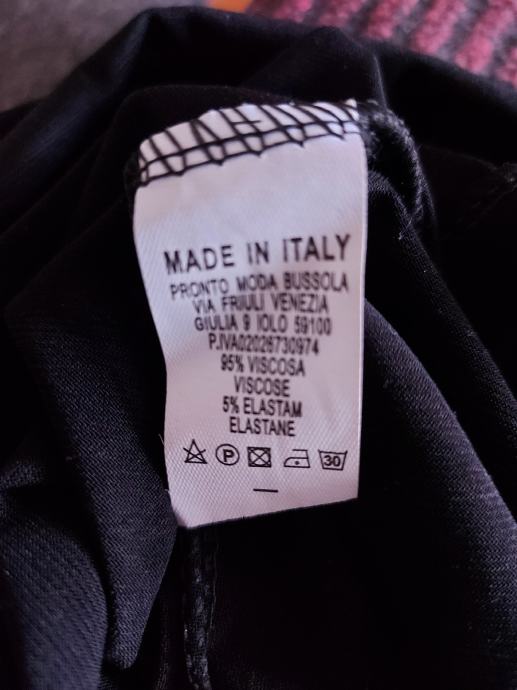 MADE IN ITALY
PRONTO MODA BUSSOLA
VIA FRIULI VENEZIA
GIULIA 9 IOLO 59100
P.IVA02026730974
95% VISCOSA
VISCOSE
5% ELASTAM
ELASTANE
P 30